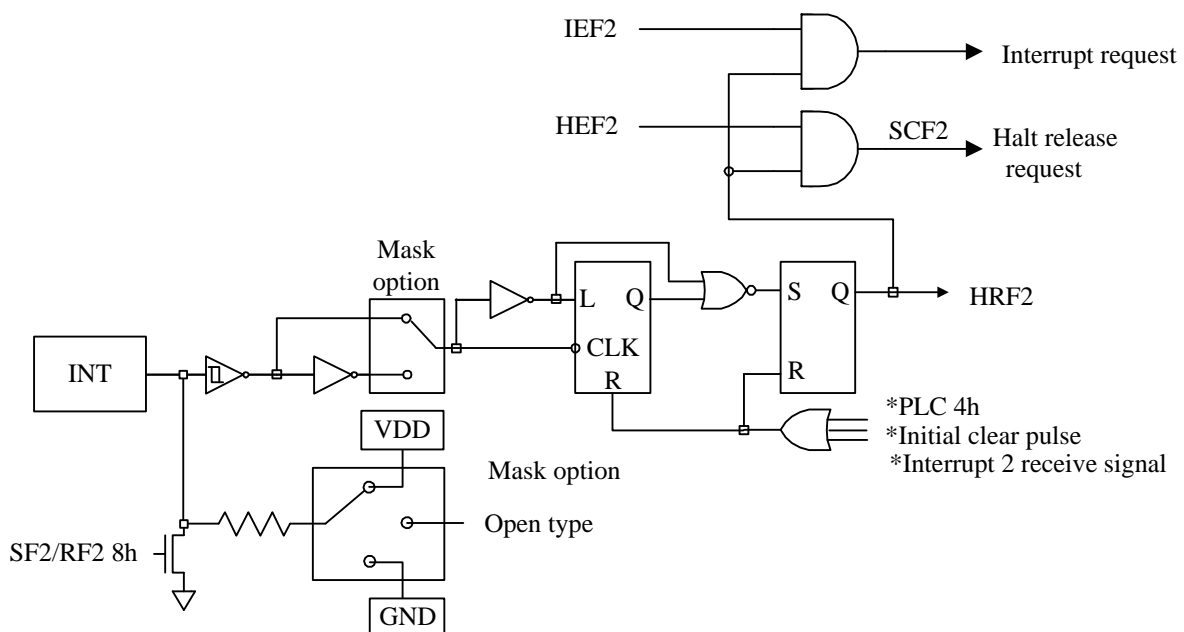 IEF2
Interrupt request
HEF2
SCF2
Halt release
request
Mask
option
L
Q
CLK
R
S
Q
R
HRF2
INT
*PLC 4h
*Initial clear pulse
*Interrupt 2 receive signal
VDD
Mask option
Open type
SF2/RF2 8h
GND